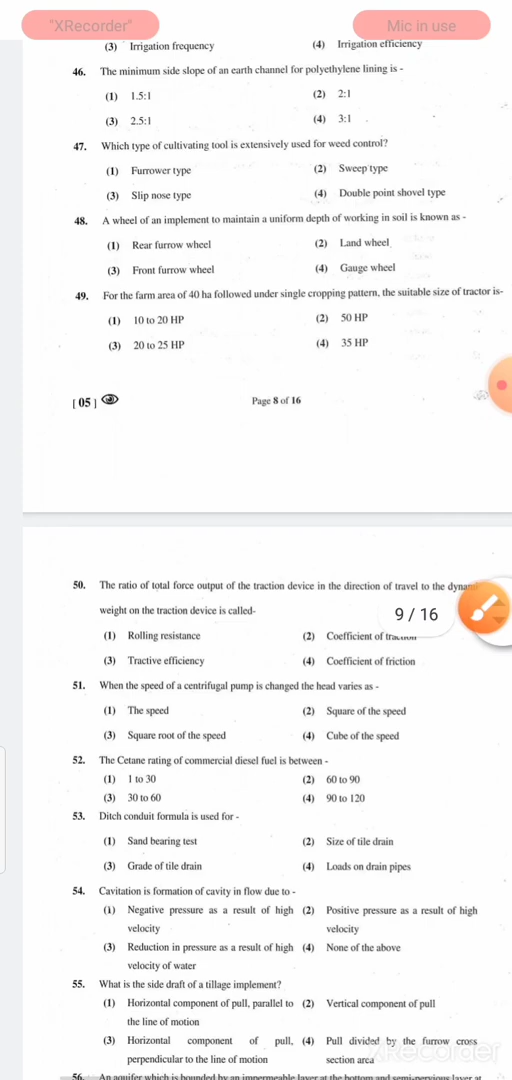 "XRecorder"
Mic in use
(3) Irrigation frequency (4) Irrigation efficiency
46. The minimum side slope of an earth channel for polyethylene lining is -
(1) 1.5:1 (2) 2:1
(3) 2.5:1 (4) 3:1
47. Which type of cultivating tool is extensively used for weed control?
(1) Furrower type (2) Sweep type
(3) Slip nose type (4) Double point shovel type
48. A wheel of an implement to maintain a uniform depth of working in soil is known as -
(1) Rear furrow wheel (2) Land wheel
(3) Front furrow wheel (4) Gauge wheel
49. For the farm area of 40 ha followed under single cropping pattern, the suitable size of tractor is-
(1) 10 to 20 HP (2) 50 HP
(3) 20 to 25 HP (4) 35 HP
[ 05 ] Page 8 of 16
50. The ratio of total force output of the traction device in the direction of travel to the
weight on the traction device is called-
9 / 16
(1) Rolling resistance (2) Coefficient of
(3) Tractive efficiency (4) Coefficient of friction
51. When the speed of a centrifugal pump is changed the head varies as -
(1) The speed (2) Square of the speed
(3) Square root of the speed (4) Cube of the speed
52. The Cetane rating of commercial diesel fuel is between -
(1) 1 to 30 (2) 60 to 90
(3) 30 to 60 (4) 90 to 120
53. Ditch conduit formula is used for -
(1) Sand bearing test (2) Size of tile drain
(3) Grade of tile drain (4) Loads on drain pipes
54. Cavitation is formation of cavity in flow due to -
(1) Negative pressure as a result of high (2) Positive pressure as a result of high
velocity velocity
(3) Reduction in pressure as a result of high (4) None of the above
velocity of water
55. What is the side draft of a tillage implement?
(1) Horizontal component of pull, parallel to (2) Vertical component of pull
the line of motion
(3) Horizontal component of pull, (4) Pull divided by the furrow cross
perpendicular to the line of motion section area
XRecorder
56. An aquifer which is bounded by an impermeable layer at the bottom and semi-pervious layer at